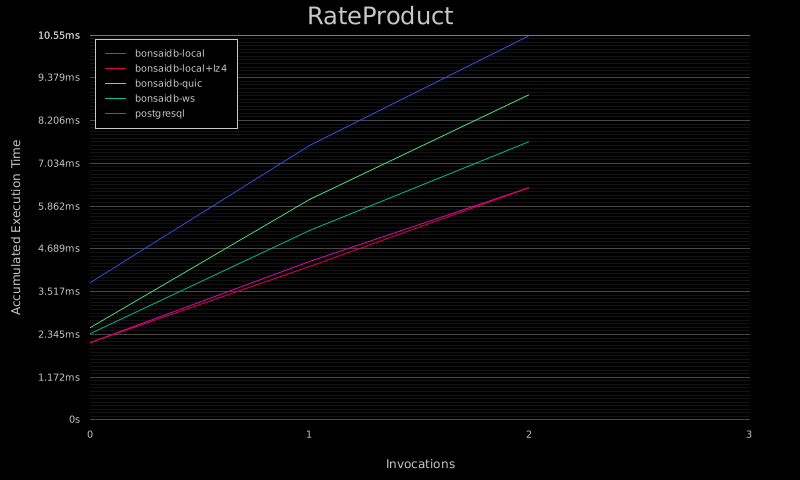 RateProduct
10.55ms
bonsaidb-local
bonsaidb-local+lz4
bonsaidb-quic
bonsaidb-ws
postgresql
9.379ms
8.206ms
7.034ms
5.862ms
4.689ms
3.517ms
2.345ms
1.172ms
0s
Accumulated Execution Time
0 1 2 3
Invocations